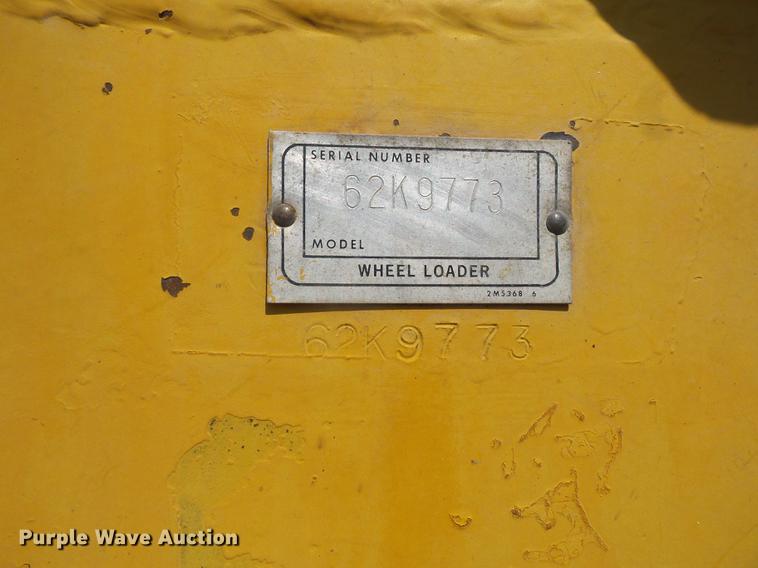 SERIAL NUMBER
62K9773
MODEL
WHEEL LOADER
2M5368 6
62K9773
Purple Wave Auction